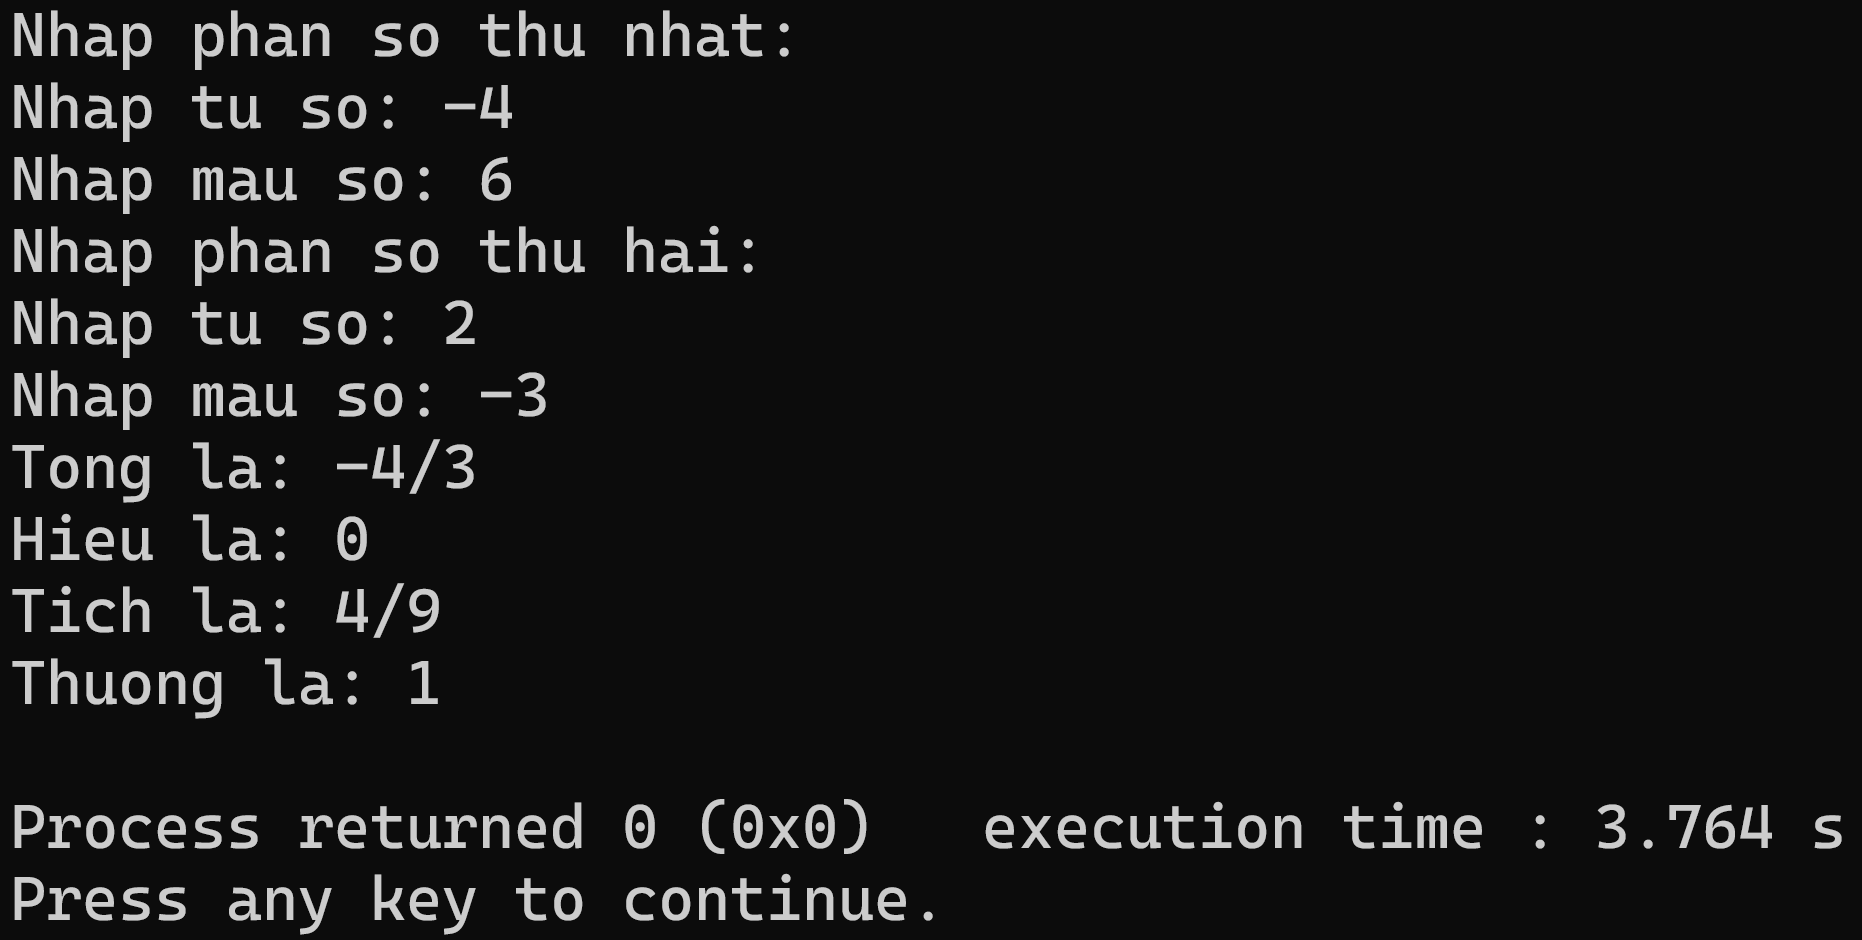 Nhap phan so thu nhat:
Nhap tu so: -4
Nhap mau so: 6
Nhap phan so thu hai:
Nhap tu so: 2
Nhap mau so: -3
Tong la: -4/3
Hieu la: 0
Tich la: 4/9
Thuong la: 1

Process returned 0 (0x0)   execution time : 3.764 s
Press any key to continue.